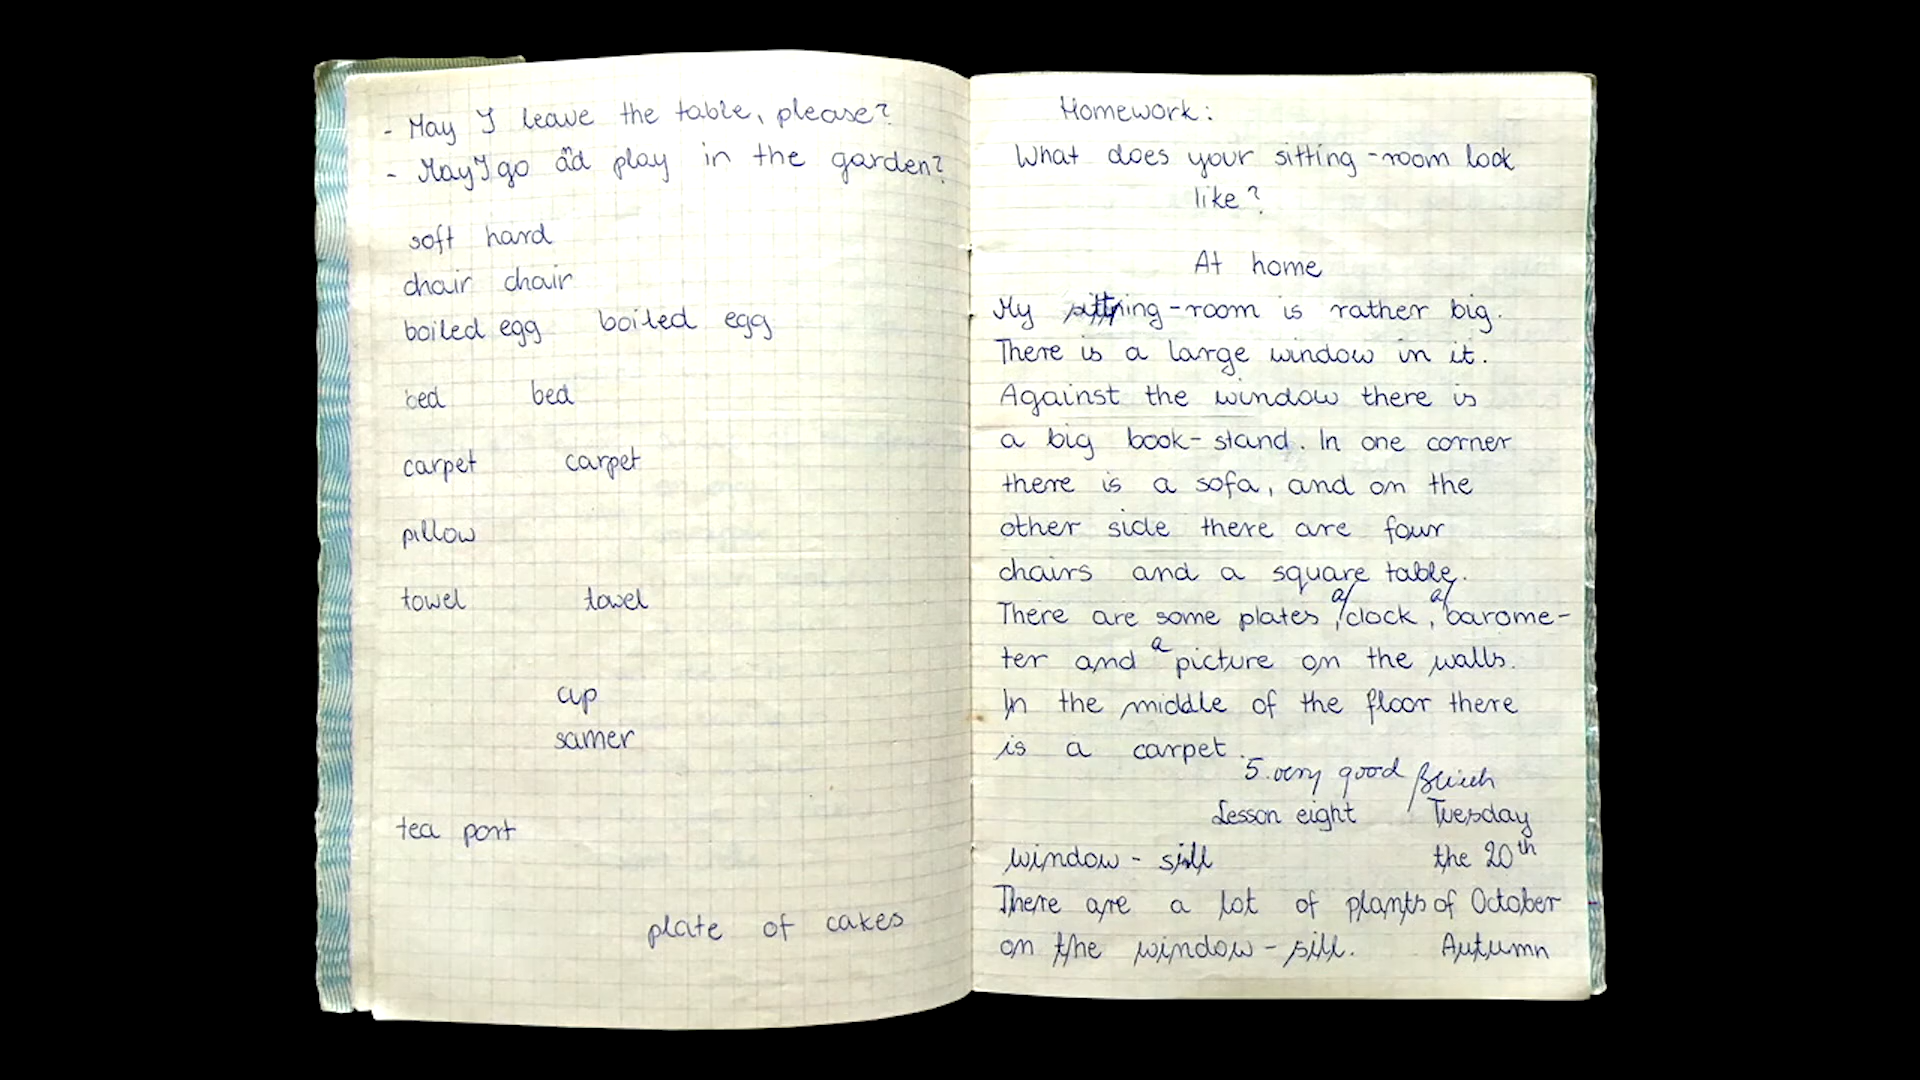 - May I leave the table, please?
- May I go ad play in the garden?
soft hard
chair chair
boiled egg boiled egg
bed bed
carpet carpet
pillow
towel towel
cup
samer
tea port
plate of cakes
Homework:
What does your sitting-room look
like?
At home
My sitting-room is rather big.
There is a large window in it.
Against the window there is
a big book-stand. In one corner
there is a sofa, and on the
other side there are four
chairs and a square table.
There are some plates, a clock, a barome-
ter and a picture on the walls.
In the middle of the floor there
is a carpet.
5. very good
Lesson eight Tuesday
window-sill the 20th
There are a lot of plants of October
on the window-sill. Autumn